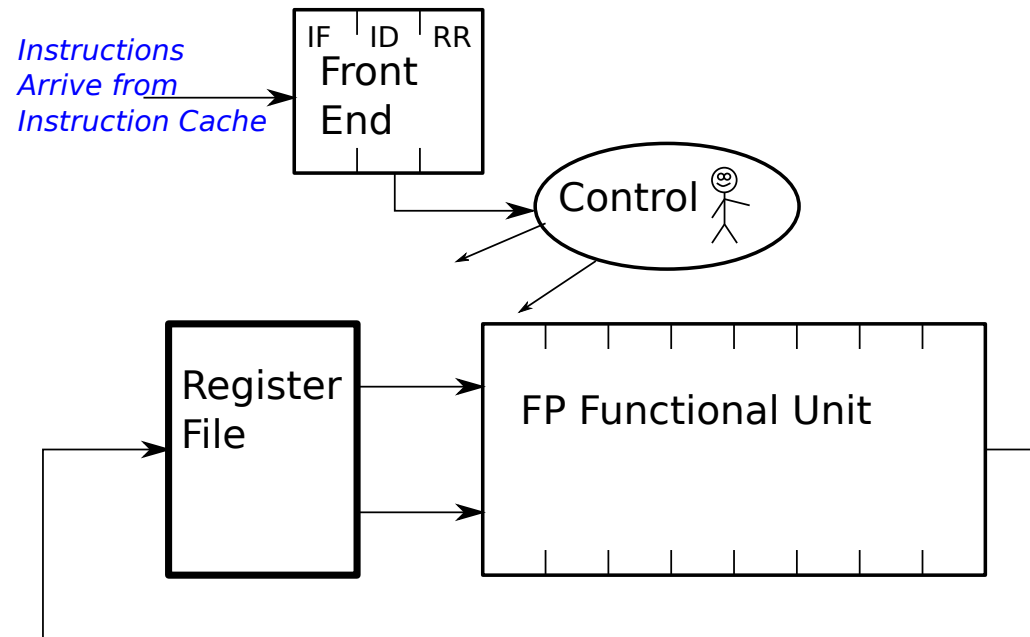 Instructions
Arrive from
Instruction Cache
IF ID RR
Front
End
Control
Register
File
FP Functional Unit